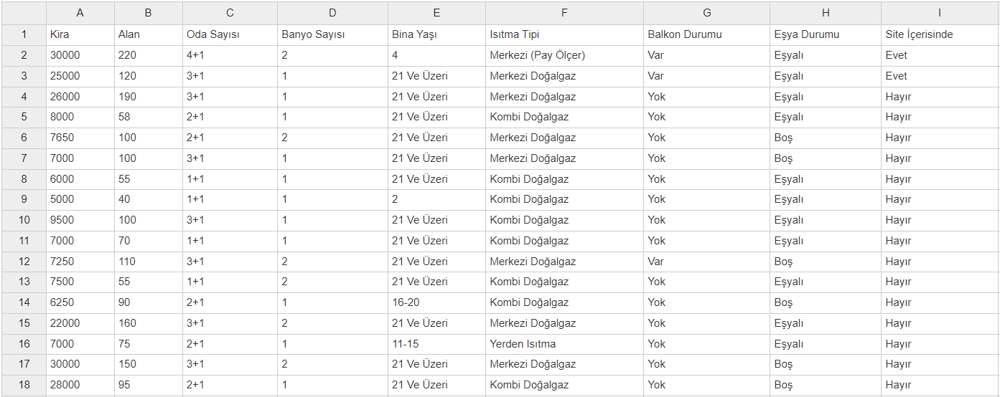 A B C D E F G H I
1 Kira Alan Oda Sayısı Banyo Sayısı Bina Yaşı Isıtma Tipi Balkon Durumu Eşya Durumu Site İçerisinde
2 30000 220 4+1 2 4 Merkezi (Pay Ölçer) Var Eşyalı Evet
3 25000 120 3+1 1 21 Ve Üzeri Merkezi Doğalgaz Var Eşyalı Evet
4 26000 190 3+1 1 21 Ve Üzeri Merkezi Doğalgaz Yok Eşyalı Hayır
5 8000 58 2+1 1 21 Ve Üzeri Kombi Doğalgaz Yok Eşyalı Hayır
6 7650 100 2+1 2 21 Ve Üzeri Merkezi Doğalgaz Yok Boş Hayır
7 7000 100 3+1 1 21 Ve Üzeri Merkezi Doğalgaz Yok Boş Hayır
8 6000 55 1+1 1 21 Ve Üzeri Kombi Doğalgaz Yok Eşyalı Hayır
9 5000 40 1+1 1 2 Kombi Doğalgaz Yok Eşyalı Hayır
10 9500 100 3+1 1 21 Ve Üzeri Kombi Doğalgaz Yok Eşyalı Hayır
11 7000 70 1+1 1 21 Ve Üzeri Kombi Doğalgaz Yok Eşyalı Hayır
12 7250 110 3+1 2 21 Ve Üzeri Merkezi Doğalgaz Var Boş Hayır
13 7500 55 1+1 2 21 Ve Üzeri Kombi Doğalgaz Yok Eşyalı Hayır
14 6250 90 2+1 1 16-20 Kombi Doğalgaz Yok Boş Hayır
15 22000 160 3+1 2 21 Ve Üzeri Merkezi Doğalgaz Yok Eşyalı Hayır
16 7000 75 2+1 1 11-15 Yerden Isıtma Yok Eşyalı Hayır
17 30000 150 3+1 2 21 Ve Üzeri Merkezi Doğalgaz Yok Boş Hayır
18 28000 95 2+1 1 21 Ve Üzeri Kombi Doğalgaz Yok Boş Hayır